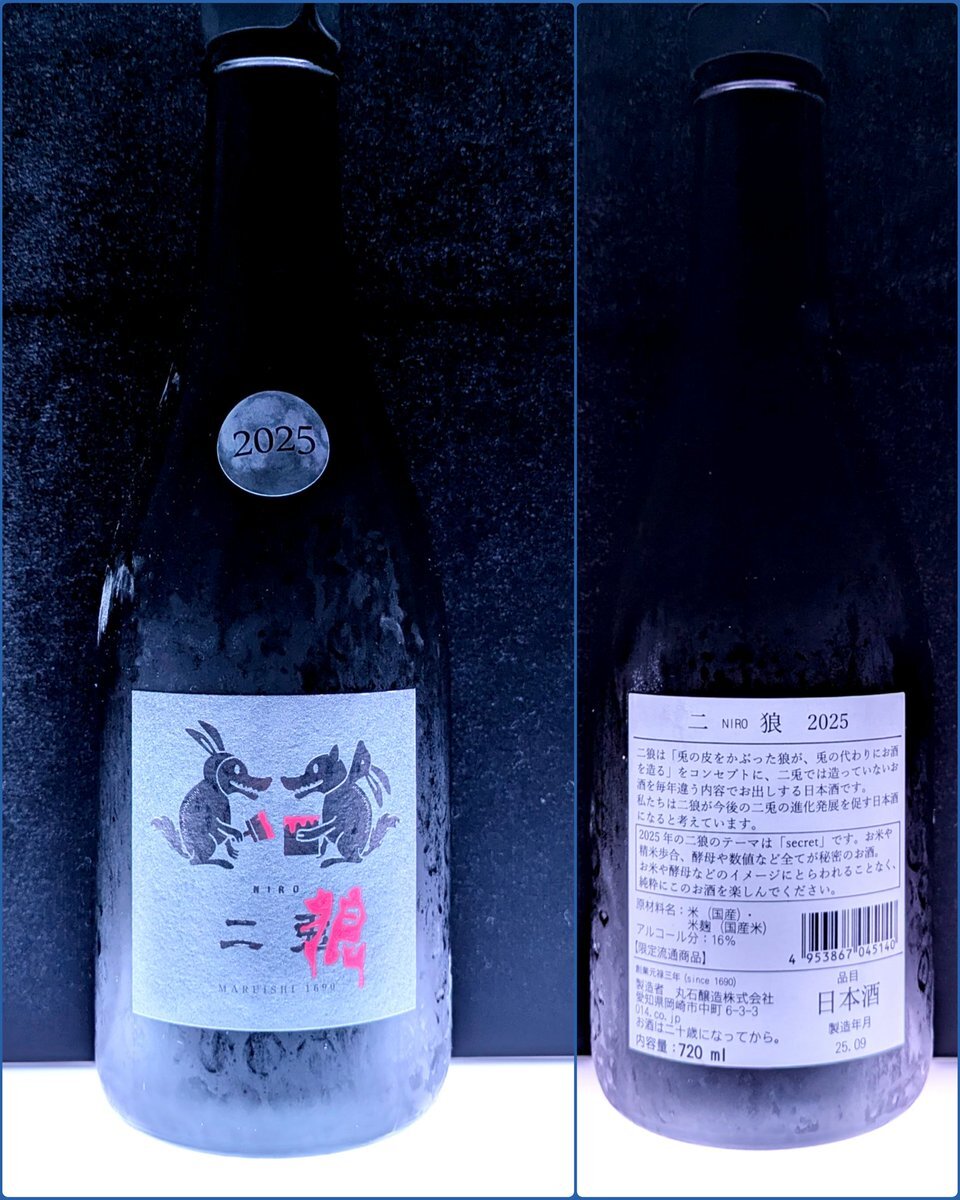 2025
NIRO
二 狼
MARUISHI 1690
二 NIRO 狼 2025
二狼は「兎の皮をかぶった狼が、兎の代わりにお酒
を造る」をコンセプトに、二兎では造っていないお
酒を毎年違う内容でお出しする日本酒です。
私たちは二狼が今後の二兎の進化発展を促す日本酒
になると考えています。
2025年の二狼のテーマは「secret」です。お米や
精米歩合、酵母や数値など全てが秘密のお酒。
お米や酵母などのイメージにとらわれることなく、
純粋にこのお酒を楽しんでください。
原材料名：米（国産）・
米麹（国産米）
アルコール分：16%
【限定流通商品】
4 953867 045140
創業元禄三年 (since 1690)
製造者 丸石醸造株式会社
愛知県岡崎市中町 6-3-3
014.co.jp
お酒は二十歳になってから。
内容量：720 ml
品目
日本酒
製造年月
25.09